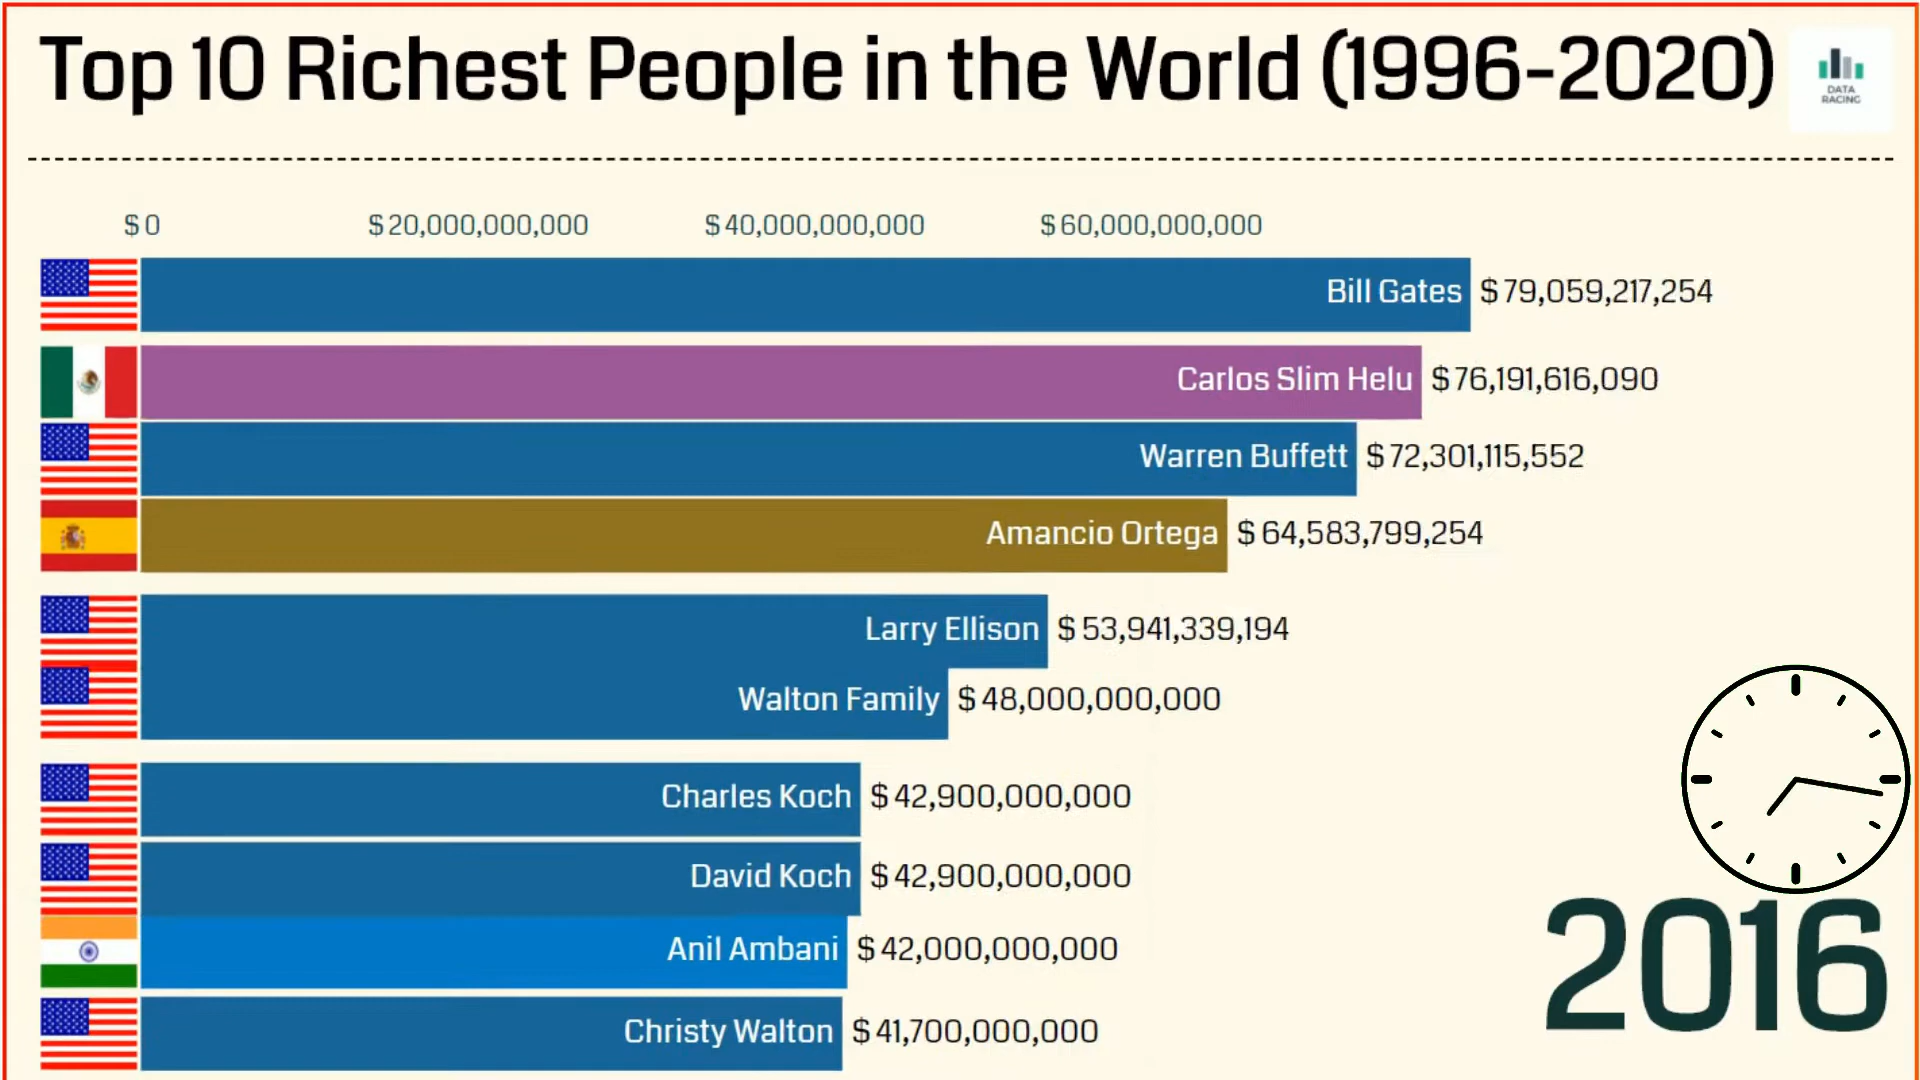 Top 10 Richest People in the World (1996-2020)
DATA
RACING
$ 0 $ 20,000,000,000 $ 40,000,000,000 $ 60,000,000,000
Bill Gates $ 79,059,217,254
Carlos Slim Helu $ 76,191,616,090
Warren Buffett $ 72,301,115,552
Amancio Ortega $ 64,583,799,254
Larry Ellison $ 53,941,339,194
Walton Family $ 48,000,000,000
Charles Koch $ 42,900,000,000
David Koch $ 42,900,000,000
Anil Ambani $ 42,000,000,000
Christy Walton $ 41,700,000,000
2016